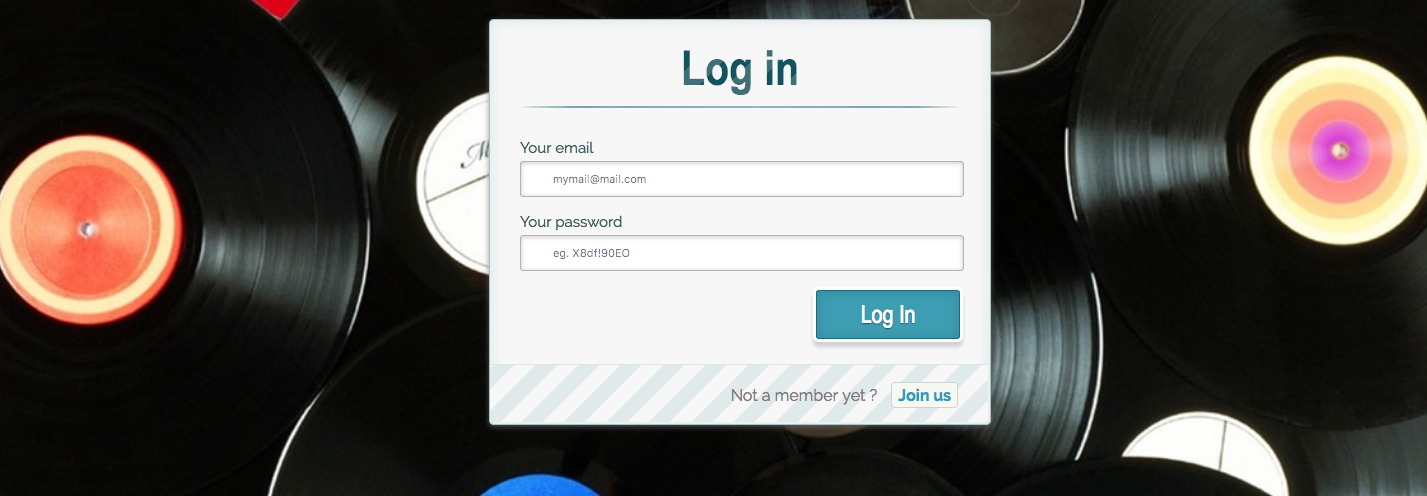 Log in
Your email
mymail@mail.com
Your password
eg. X8df!90EO
Log In
Not a member yet ? Join us